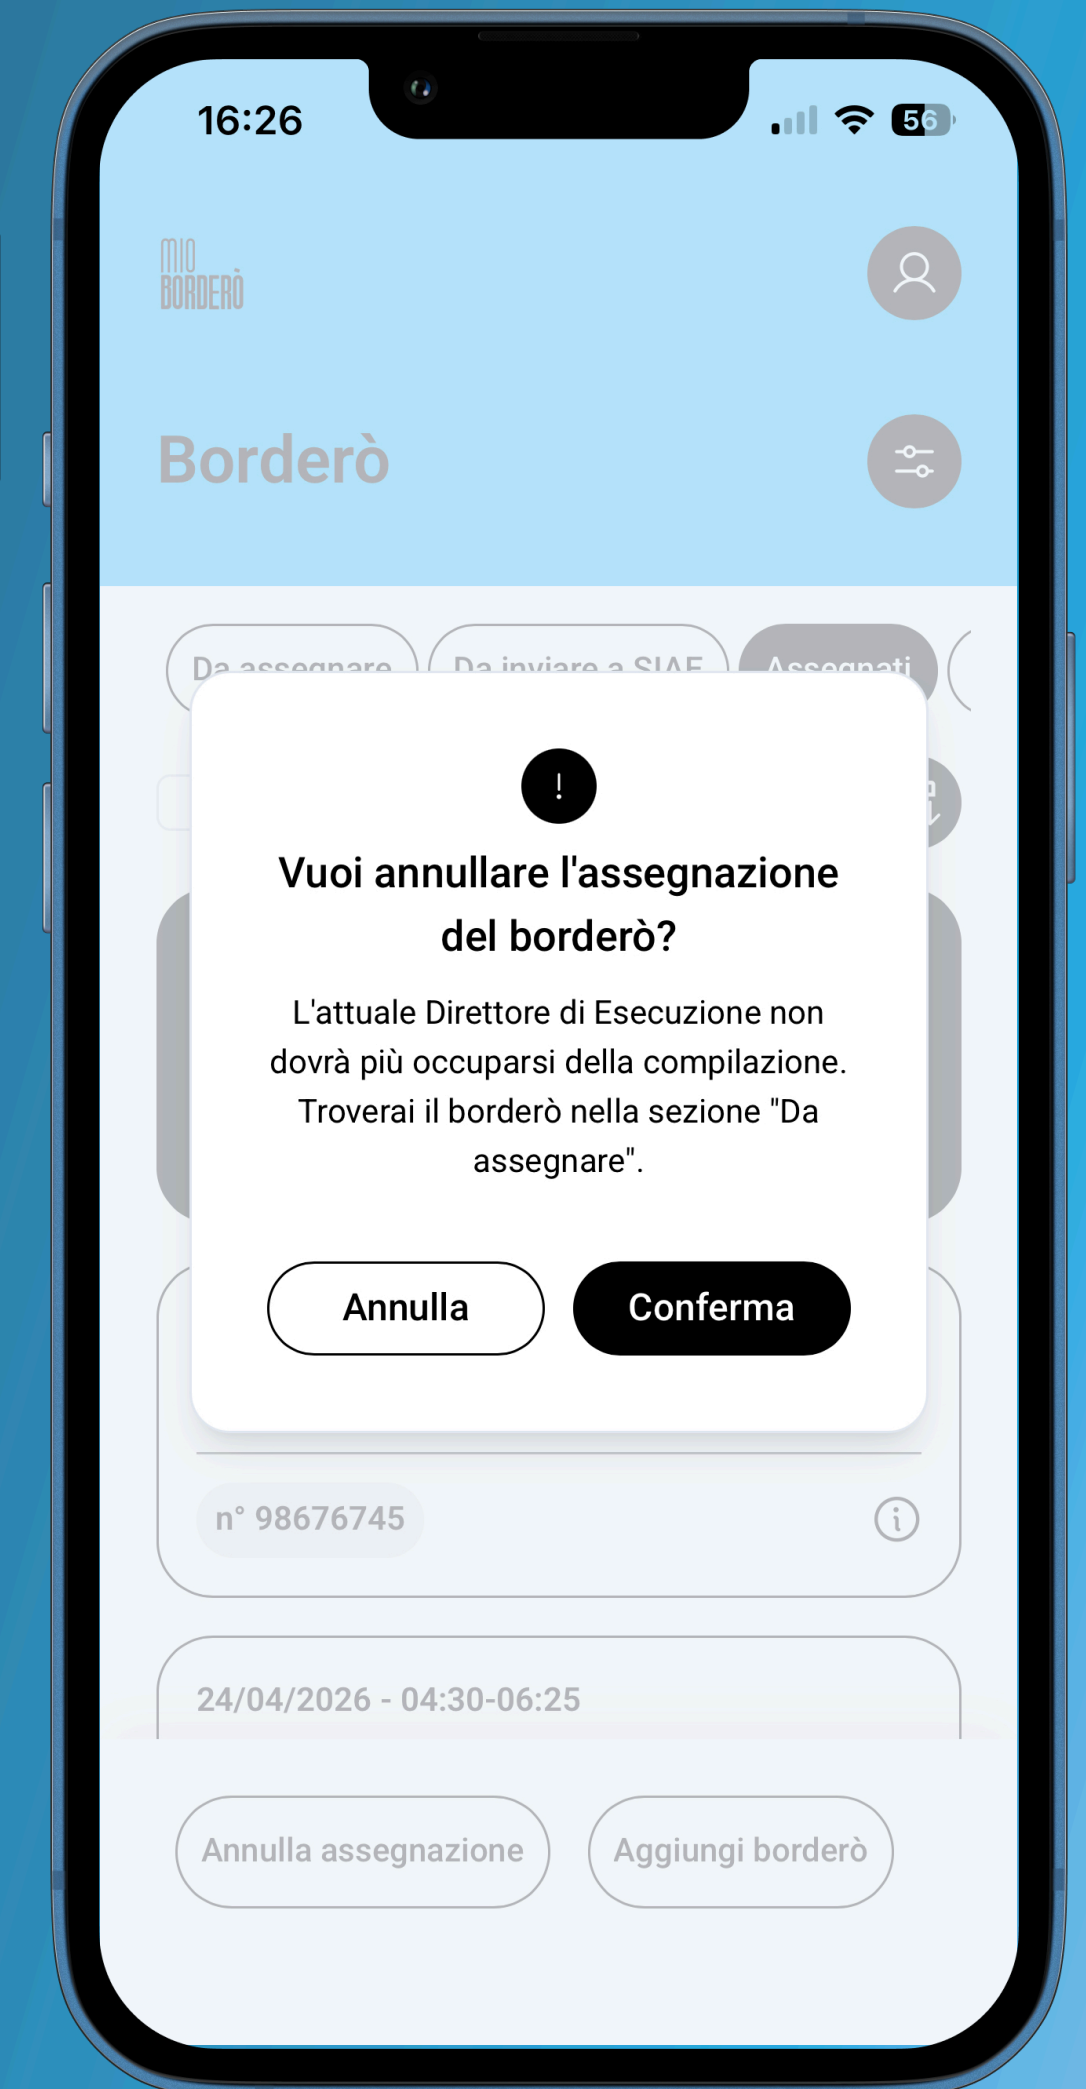 16:26
56
MIO
BORDERÒ
Borderò
Da assegnare
Da inviare a SIAE
Assegnati
!
Vuoi annullare l'assegnazione
del borderò?
L'attuale Direttore di Esecuzione non
dovrà più occuparsi della compilazione.
Troverai il borderò nella sezione "Da
assegnare".
Annulla
Conferma
n° 98676745
24/04/2026 - 04:30-06:25
Annulla assegnazione
Aggiungi borderò